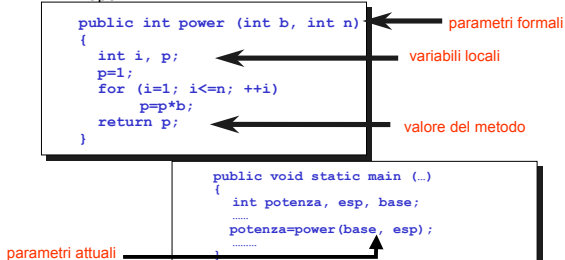 public int power (int b, int n)
parametri formali
{
int i, p;
variabili locali
p=1;
for (i=1; i<=n; ++i)
p=p*b;
return p;
valore del metodo
}
public void static main (…)
{
int potenza, esp, base;
……
potenza=power(base, esp);
………
parametri attuali
}